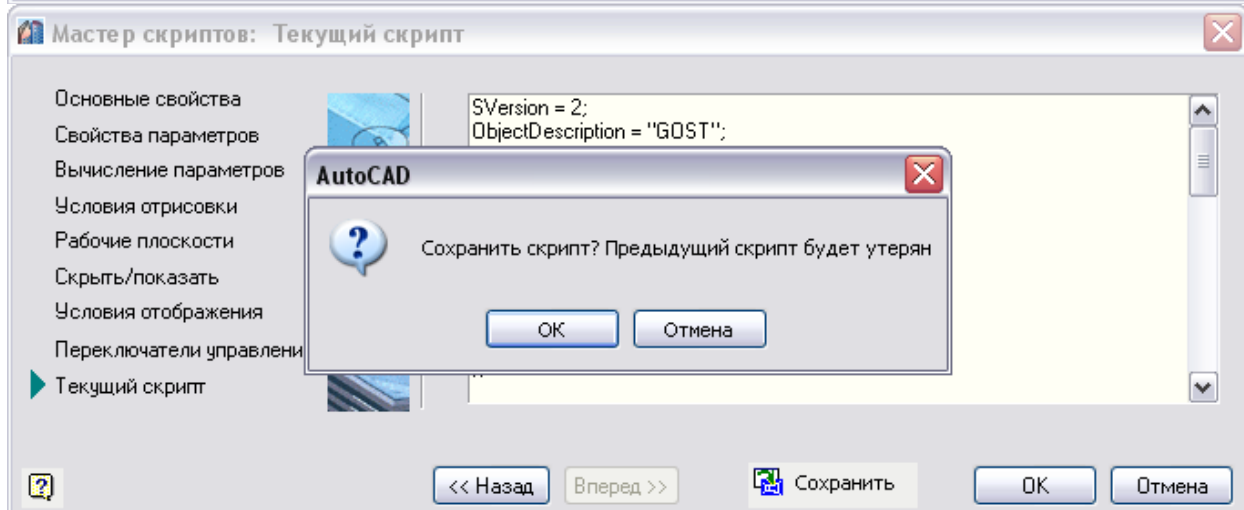 Мастер скриптов: Текущий скрипт
Основные свойства
Свойства параметров
Вычисление параметров
Условия отрисовки
Рабочие плоскости
Скрыть/показать
Условия отображения
Переключатели управлени
Текущий скрипт
SVersion = 2;
ObjectDescription = "GOST";
AutoCAD
Сохранить скрипт? Предыдущий скрипт будет утерян
ОК
Отмена
<< Назад
Вперед >>
Сохранить
ОК
Отмена